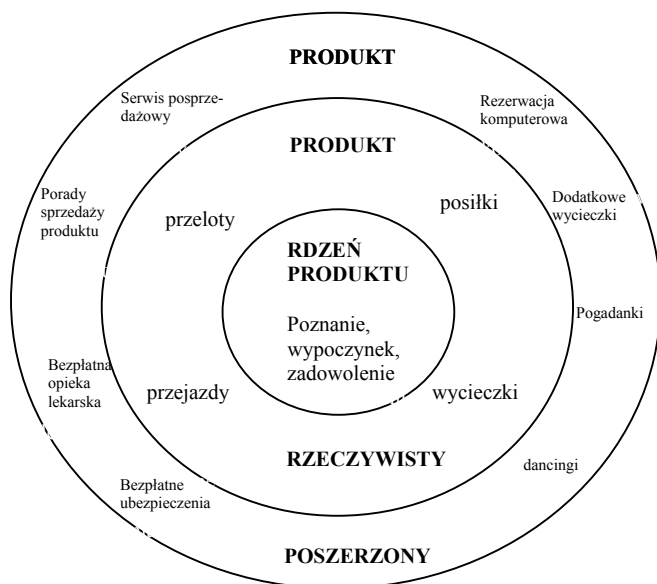 PRODUKT
Serwis posprze-
dażowy
Rezerwacja
komputerowa
PRODUKT
Porady
sprzedaży
produktu
przeloty
posiłki
Dodatkowe
wycieczki
RDZEŃ
PRODUKTU
Poznanie,
wypoczynek,
zadowolenie
Pogadanki
Bezpłatna
opieka
lekarska
przejazdy
wycieczki
RZECZYWISTY
dancingi
Bezpłatne
ubezpieczenia
POSZERZONY